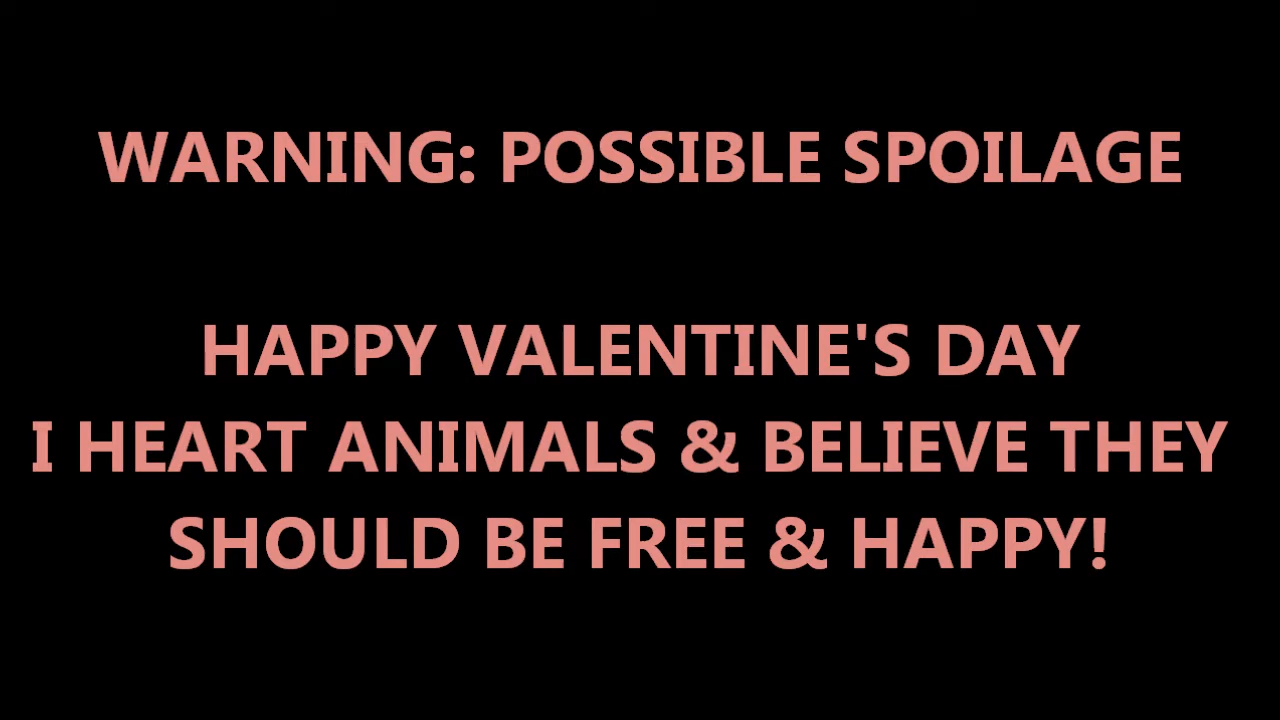 WARNING: POSSIBLE SPOILAGE
HAPPY VALENTINE'S DAY
I HEART ANIMALS & BELIEVE THEY
SHOULD BE FREE & HAPPY!